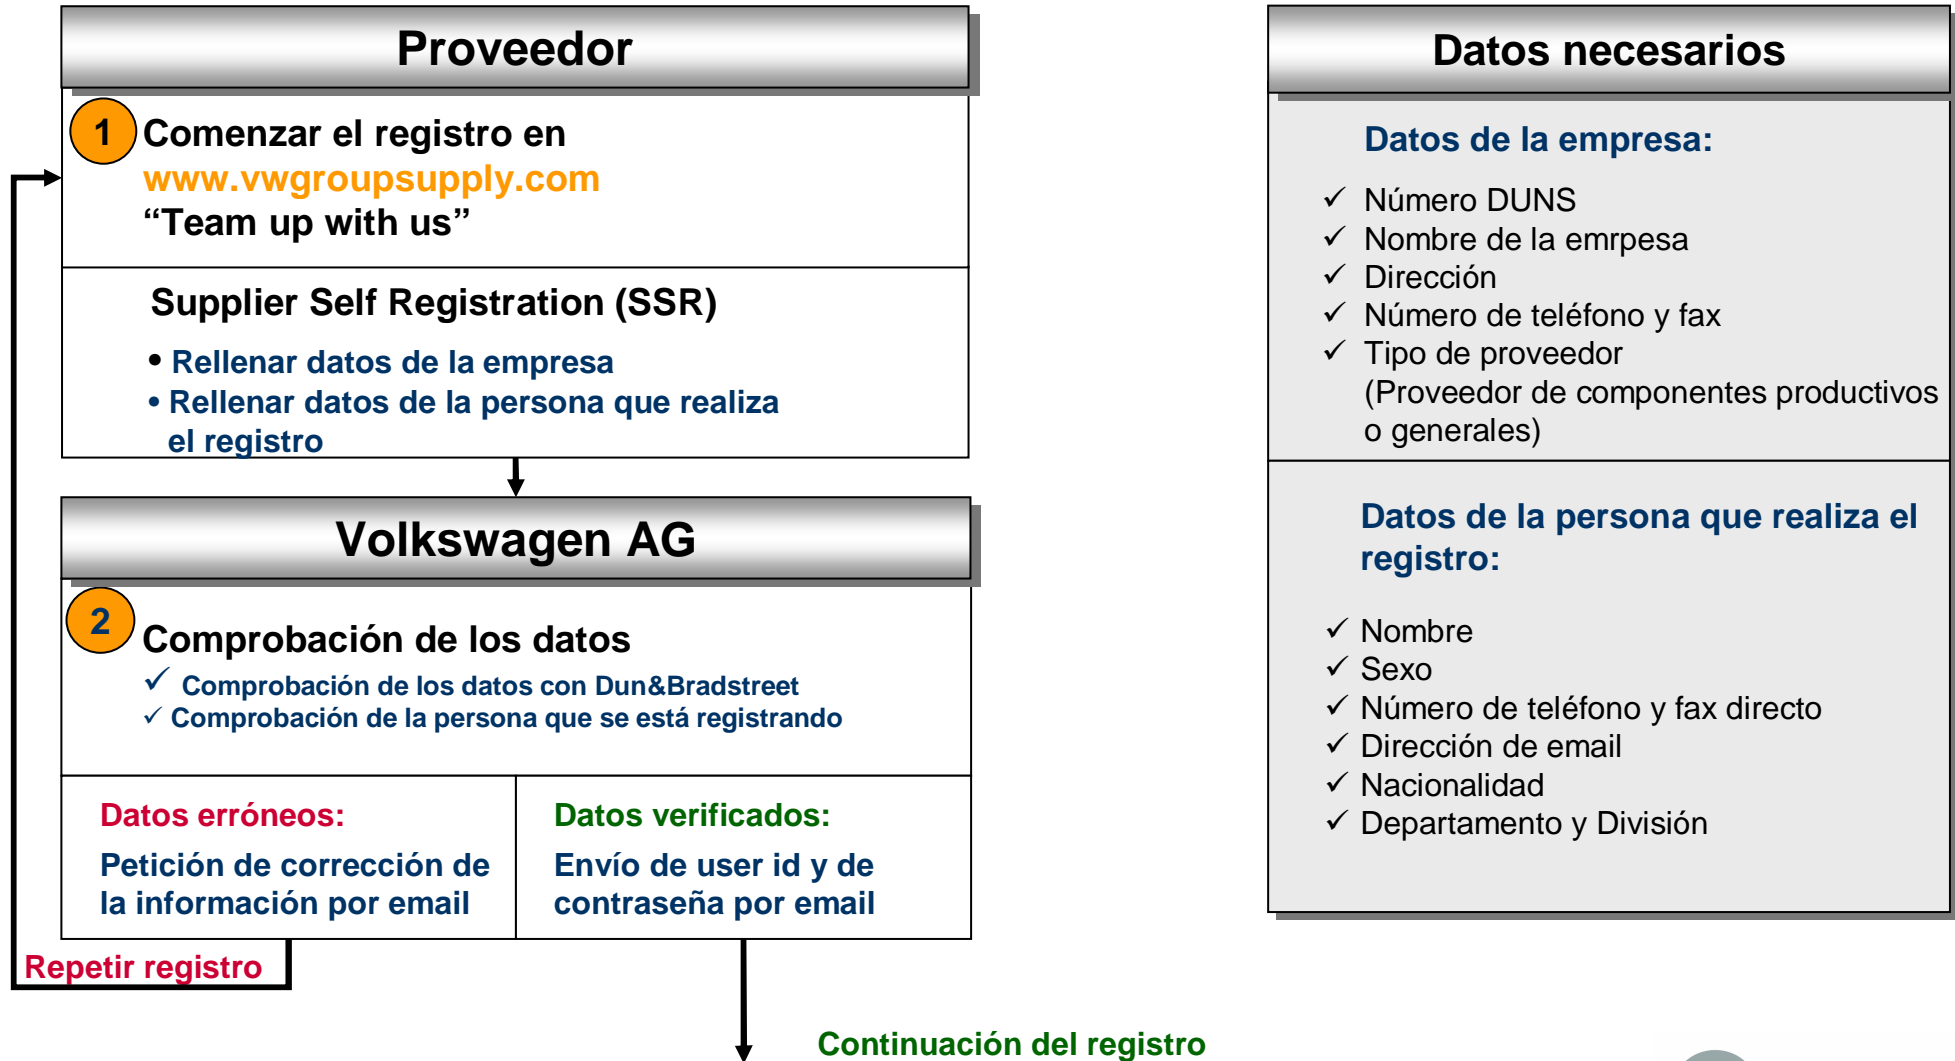 Proveedor
1
Comenzar el registro en
www.vwgroupsupply.com
“Team up with us”
Supplier Self Registration (SSR)
• Rellenar datos de la empresa
• Rellenar datos de la persona que realiza
el registro
Volkswagen AG
2
Comprobación de los datos
✓ Comprobación de los datos con Dun&Bradstreet
✓ Comprobación de la persona que se está registrando
Datos erróneos:
Petición de corrección de
la información por email
Datos verificados:
Envío de user id y de
contraseña por email
Repetir registro
Continuación del registro
Datos necesarios
Datos de la empresa:
✓ Número DUNS
✓ Nombre de la emrpesa
✓ Dirección
✓ Número de teléfono y fax
✓ Tipo de proveedor
(Proveedor de componentes productivos
o generales)
Datos de la persona que realiza el
registro:
✓ Nombre
✓ Sexo
✓ Número de teléfono y fax directo
✓ Dirección de email
✓ Nacionalidad
✓ Departamento y División